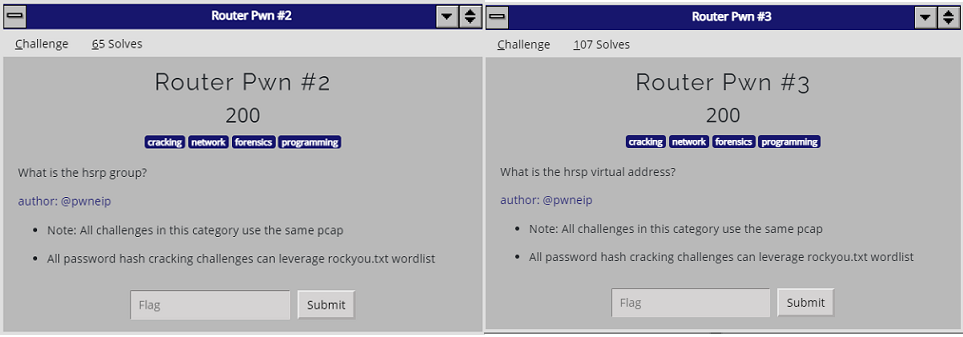 Router Pwn #2
Challenge 65 Solves
Router Pwn #2
200
cracking network forensics programming
What is the hsrp group?
author: @pwneip
Note: All challenges in this category use the same pcap
All password hash cracking challenges can leverage rockyou.txt wordlist
Flag Submit
Router Pwn #3
Challenge 107 Solves
Router Pwn #3
200
cracking network forensics programming
What is the hrsp virtual address?
author: @pwneip
Note: All challenges in this category use the same pcap
All password hash cracking challenges can leverage rockyou.txt wordlist
Flag Submit